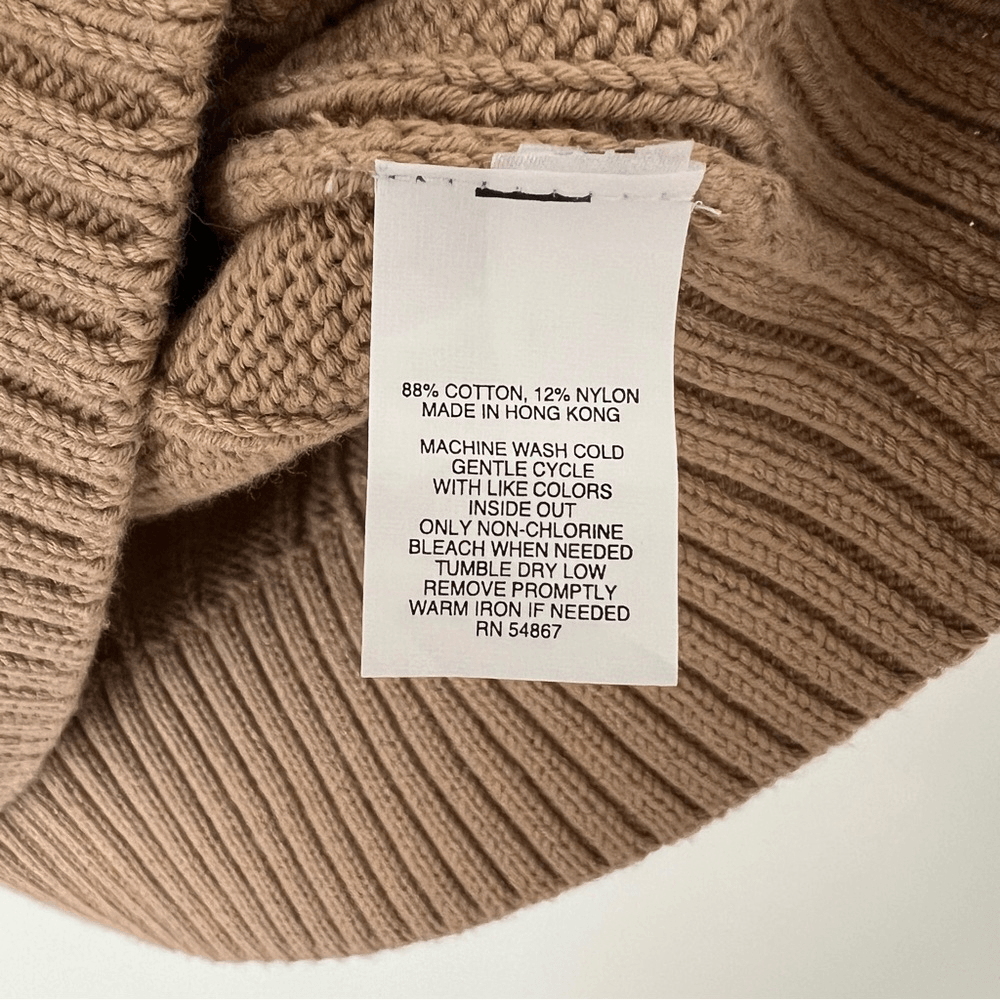 88% COTTON, 12% NYLON
MADE IN HONG KONG
MACHINE WASH COLD
GENTLE CYCLE
WITH LIKE COLORS
INSIDE OUT
ONLY NON-CHLORINE
BLEACH WHEN NEEDED
TUMBLE DRY LOW
REMOVE PROMPTLY
WARM IRON IF NEEDED
RN 54867